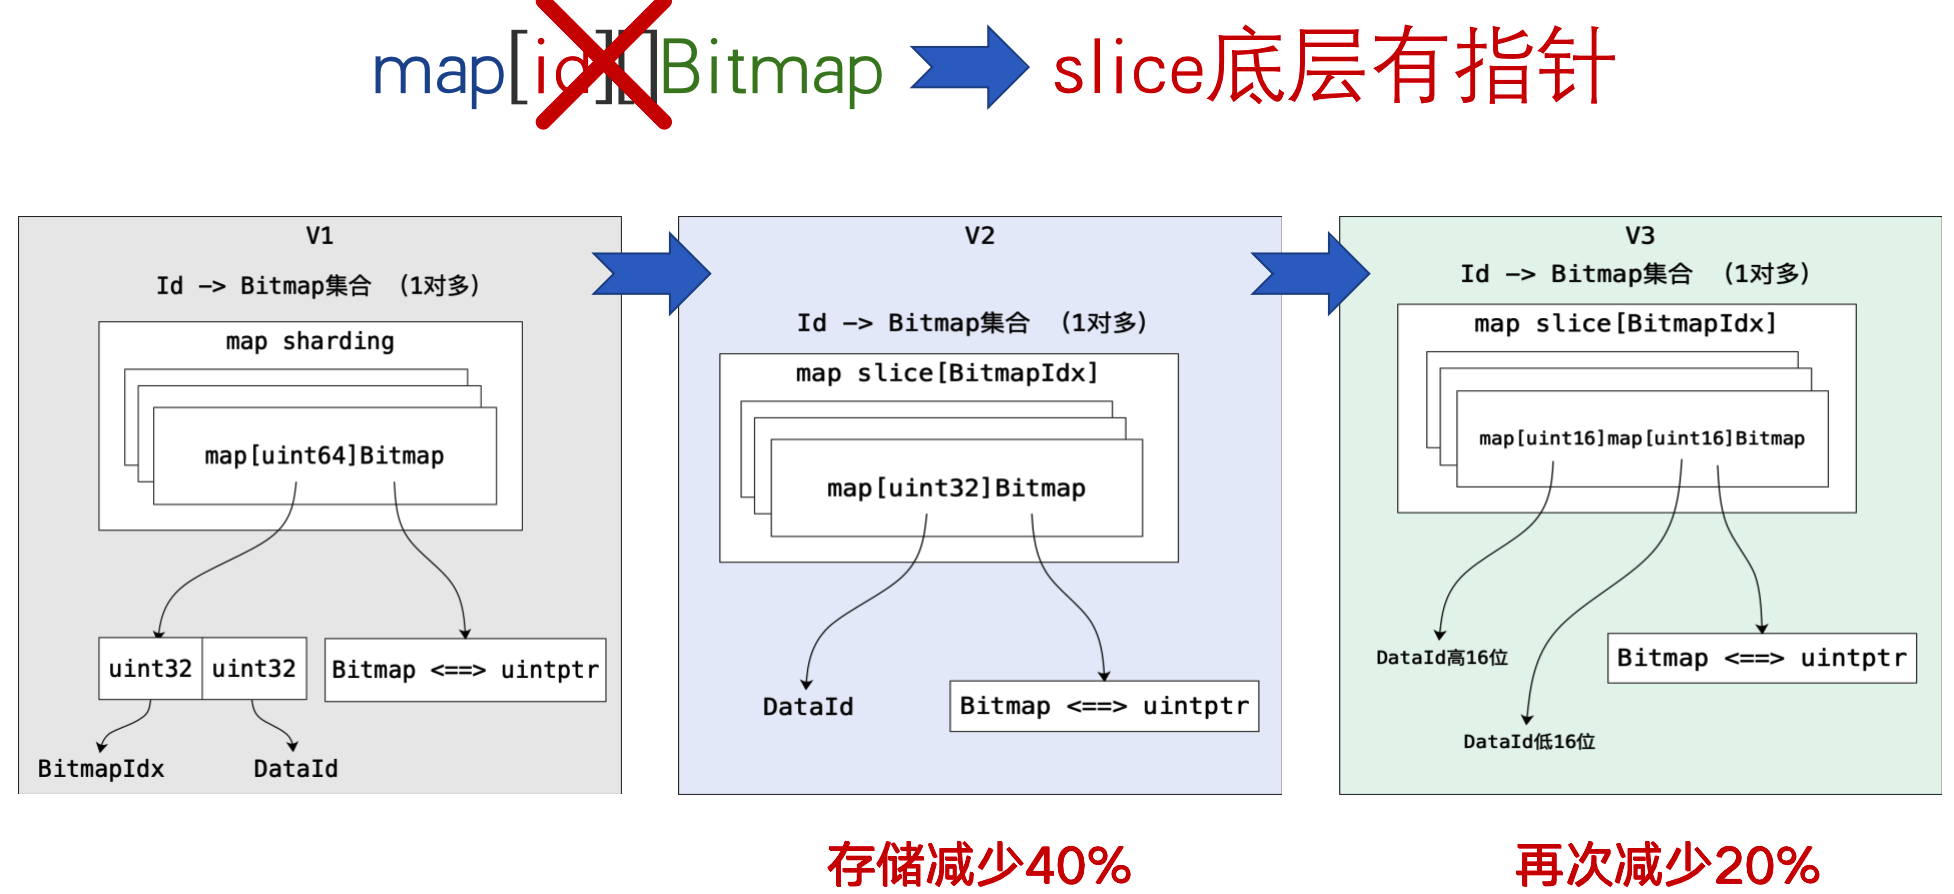 map[id][]Bitmap
slice底层有指针
V1
Id —> Bitmap集合 （1对多）
map sharding
map[uint64]Bitmap
uint32
uint32
Bitmap <==> uintptr
BitmapIdx
DataId
V2
Id —> Bitmap集合 （1对多）
map slice[BitmapIdx]
map[uint32]Bitmap
DataId
Bitmap <==> uintptr
存储减少40%
V3
Id —> Bitmap集合 （1对多）
map slice[BitmapIdx]
map[uint16]map[uint16]Bitmap
DataId高16位
Bitmap <==> uintptr
DataId低16位
再次减少20%